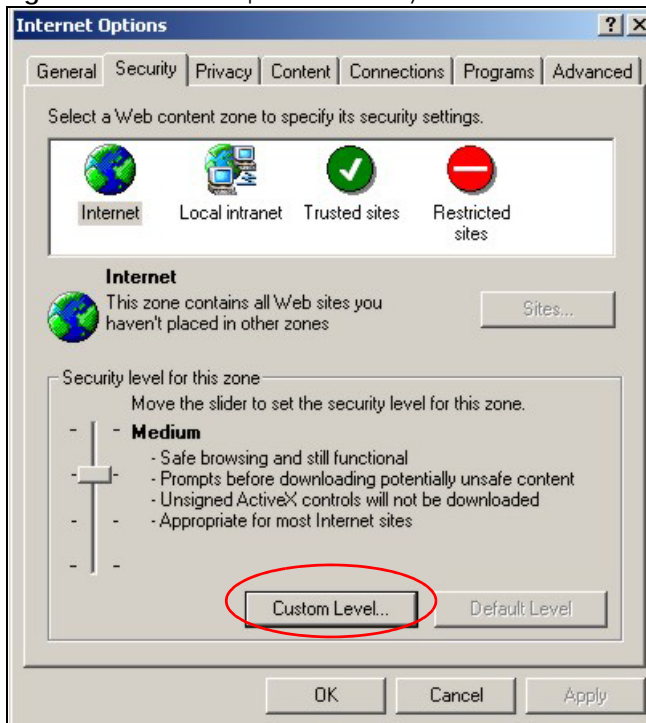 Internet Options
General Security Privacy Content Connections Programs Advanced
Select a Web content zone to specify its security settings.
Internet Local intranet Trusted sites Restricted sites
Internet
This zone contains all Web sites you
haven't placed in other zones
Sites...
Security level for this zone
Move the slider to set the security level for this zone.
Medium
- Safe browsing and still functional
- Prompts before downloading potentially unsafe content
- Unsigned ActiveX controls will not be downloaded
- Appropriate for most Internet sites
Custom Level... Default Level
OK Cancel Apply